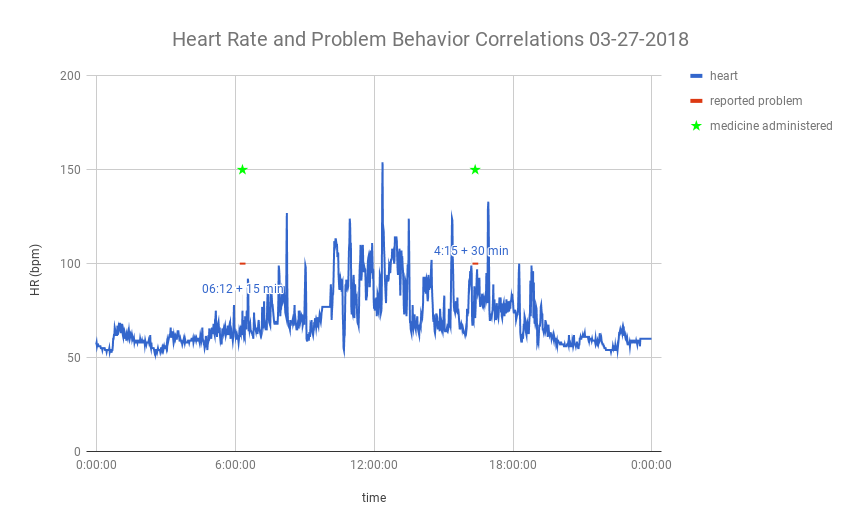 Heart Rate and Problem Behavior Correlations 03-27-2018
heart
reported problem
medicine administered
HR (bpm)
200
150
100
50
0
06:12 + 15 min
4:15 + 30 min
0:00:00
6:00:00
12:00:00
18:00:00
0:00:00
time